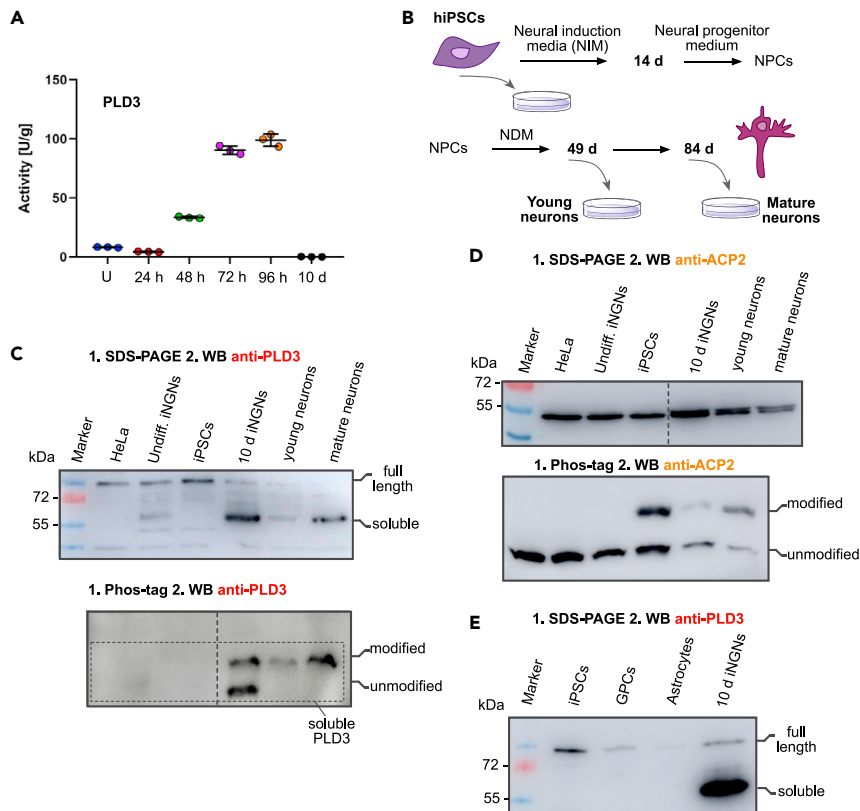 A
PLD3
Activity [U/g]
150
100
50
0
U 24 h 48 h 72 h 96 h 10 d
B
hiPSCs
Neural induction
media (NIM)
14 d
Neural progenitor
medium
NPCs
NPCs
NDM
49 d
84 d
Young
neurons
Mature
neurons
C
1. SDS-PAGE 2. WB anti-PLD3
Marker
HeLa
Undiff. iNGNs
iPSCs
10 d iNGNs
young neurons
mature neurons
kDa
72
55
full
length
soluble
1. Phos-tag 2. WB anti-PLD3
modified
unmodified
soluble
PLD3
D
1. SDS-PAGE 2. WB anti-ACP2
Marker
HeLa
Undiff. iNGNs
iPSCs
10 d iNGNs
young neurons
mature neurons
kDa
72
55
1. Phos-tag 2. WB anti-ACP2
modified
unmodified
E
1. SDS-PAGE 2. WB anti-PLD3
Marker
iPSCs
GPCs
Astrocytes
10 d iNGNs
kDa
72
55
full
length
soluble